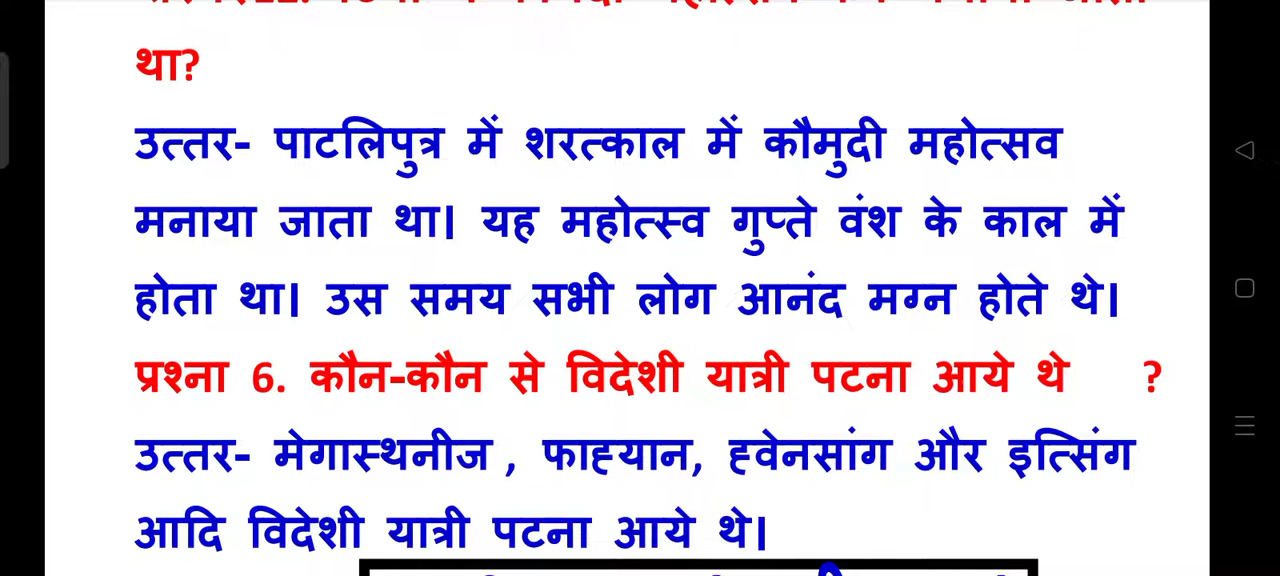 था?
उत्तर- पाटलिपुत्र में शरत्काल में कौमुदी महोत्सव
मनाया जाता था। यह महोत्स्व गुप्ते वंश के काल में
होता था। उस समय सभी लोग आनंद मग्न होते थे।
प्रश्ना 6. कौन-कौन से विदेशी यात्री पटना आये थे ?
उत्तर- मेगास्थनीज , फाह्यान, ह्वेनसांग और इत्सिंग
आदि विदेशी यात्री पटना आये थे।